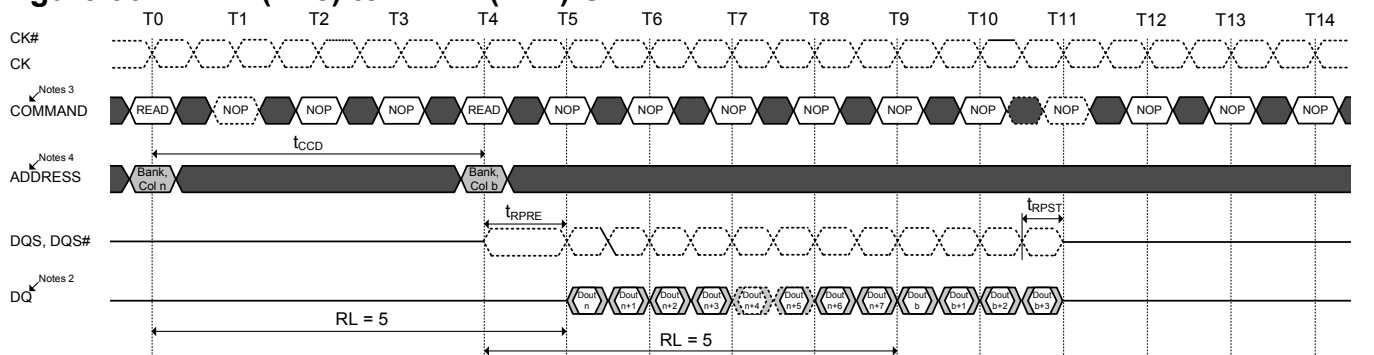 T0 T1 T2 T3 T4 T5 T6 T7 T8 T9 T10 T11 T12 T13 T14
CK#
CK
Notes 3
COMMAND READ NOP NOP NOP READ NOP NOP NOP NOP NOP NOP NOP NOP NOP NOP
tCCD
Notes 4
ADDRESS
Bank, Col n
Bank, Col b
tRPRE
tRPST
DQS, DQS#
Notes 2
DQ
Dout n
Dout n+1
Dout n+2
Dout n+3
Dout n+4
Dout n+5
Dout n+6
Dout n+7
Dout b
Dout b+1
Dout b+2
Dout b+3
RL = 5
RL = 5